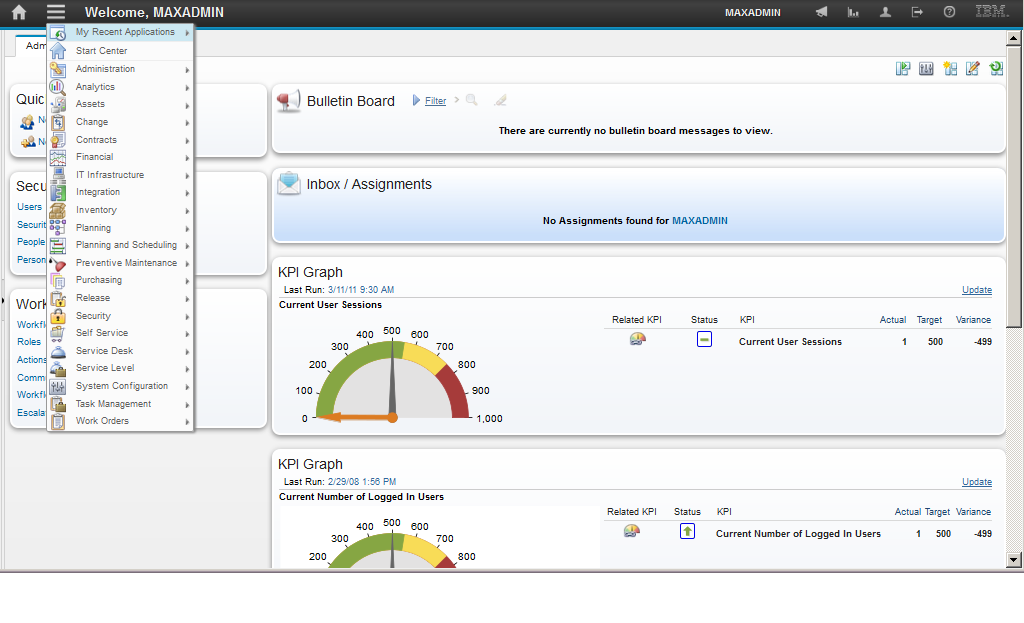 Welcome, MAXADMIN
MAXADMIN
IBM.
My Recent Applications
Start Center
Administration
Analytics
Assets
Change
Contracts
Financial
IT Infrastructure
Integration
Inventory
Planning
Planning and Scheduling
Preventive Maintenance
Purchasing
Release
Security
Self Service
Service Desk
Service Level
System Configuration
Task Management
Work Orders
Adm
Quic
Ne
Ne
Secu
Users
Securit
People
Person
Work
Workfl
Roles
Actions
Comm
Workfl
Escala
Bulletin Board
Filter
There are currently no bulletin board messages to view.
Inbox / Assignments
No Assignments found for MAXADMIN
KPI Graph
Last Run: 3/11/11 9:30 AM
Update
Current User Sessions
0 100 200 300 400 500 600 700 800 900 1,000
Related KPI Status KPI Actual Target Variance
Current User Sessions 1 500 -499
KPI Graph
Last Run: 2/29/08 1:56 PM
Update
Current Number of Logged In Users
200 300 400 500 600 700 800
Related KPI Status KPI Actual Target Variance
Current Number of Logged In Users 1 500 -499